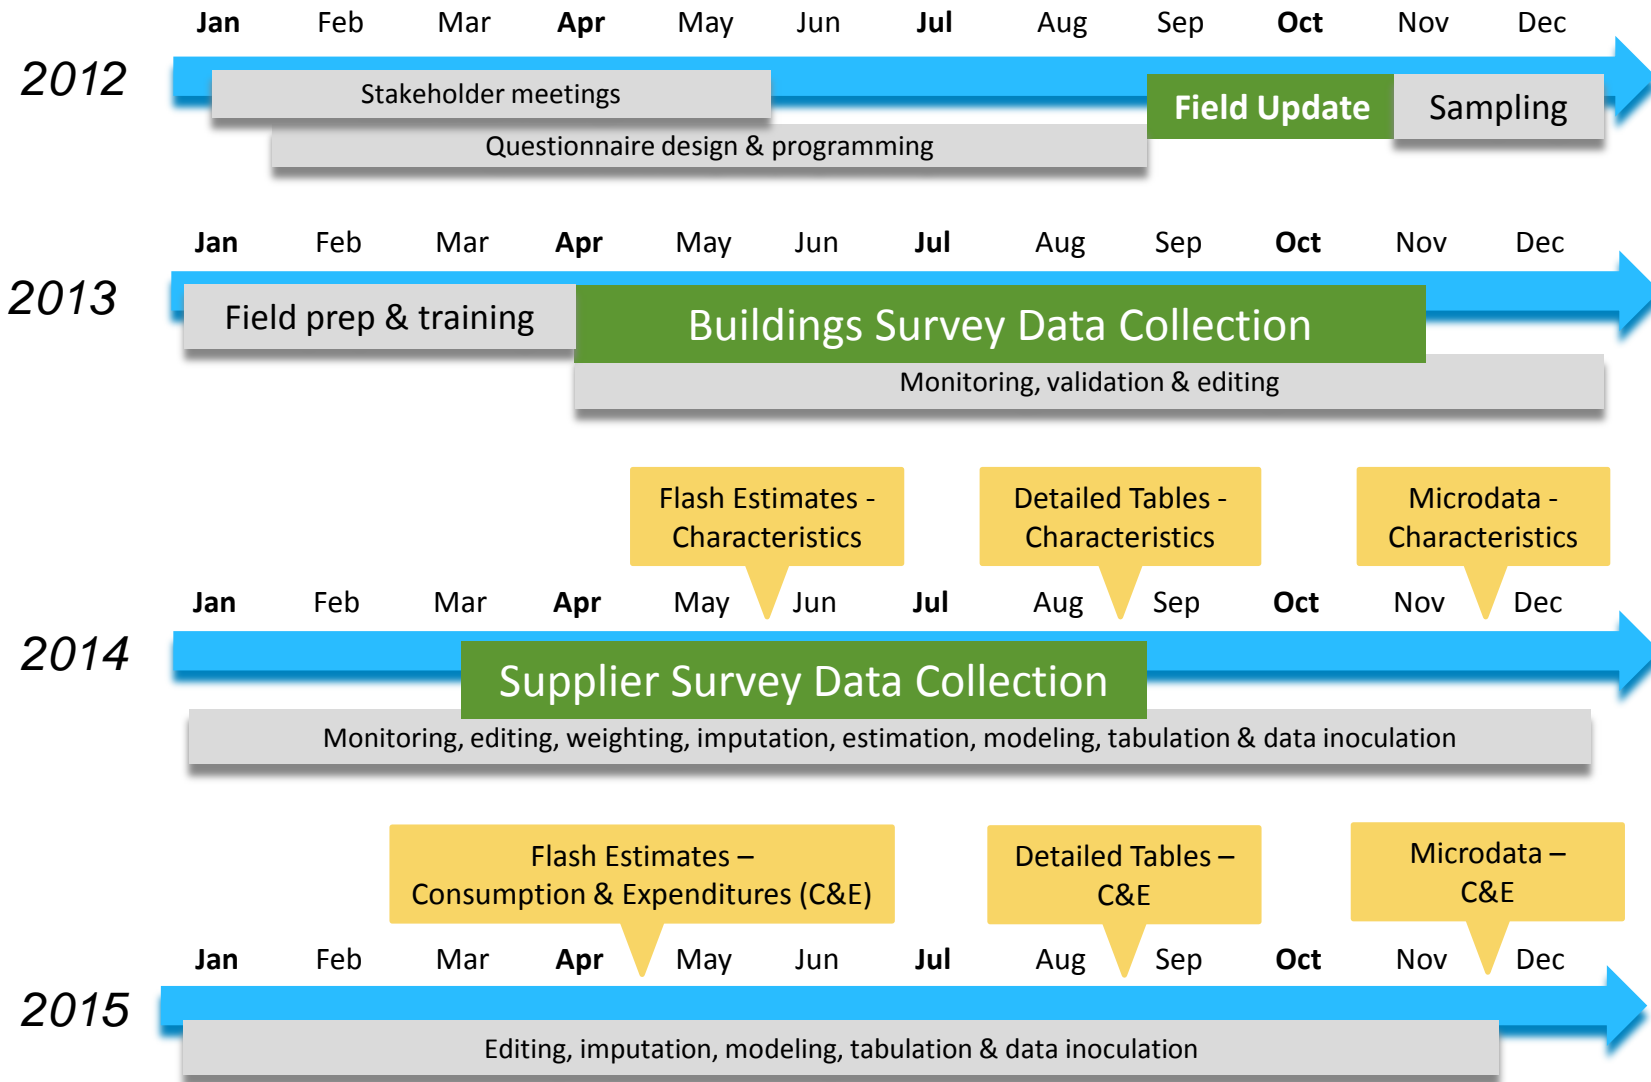 Jan Feb Mar Apr May Jun Jul Aug Sep Oct Nov Dec
2012
Stakeholder meetings
Field Update
Sampling
Questionnaire design & programming
Jan Feb Mar Apr May Jun Jul Aug Sep Oct Nov Dec
2013
Field prep & training
Buildings Survey Data Collection
Monitoring, validation & editing
Flash Estimates -
Characteristics
Detailed Tables -
Characteristics
Microdata -
Characteristics
Jan Feb Mar Apr May Jun Jul Aug Sep Oct Nov Dec
2014
Supplier Survey Data Collection
Monitoring, editing, weighting, imputation, estimation, modeling, tabulation & data inoculation
Flash Estimates –
Consumption & Expenditures (C&E)
Detailed Tables –
C&E
Microdata –
C&E
Jan Feb Mar Apr May Jun Jul Aug Sep Oct Nov Dec
2015
Editing, imputation, modeling, tabulation & data inoculation